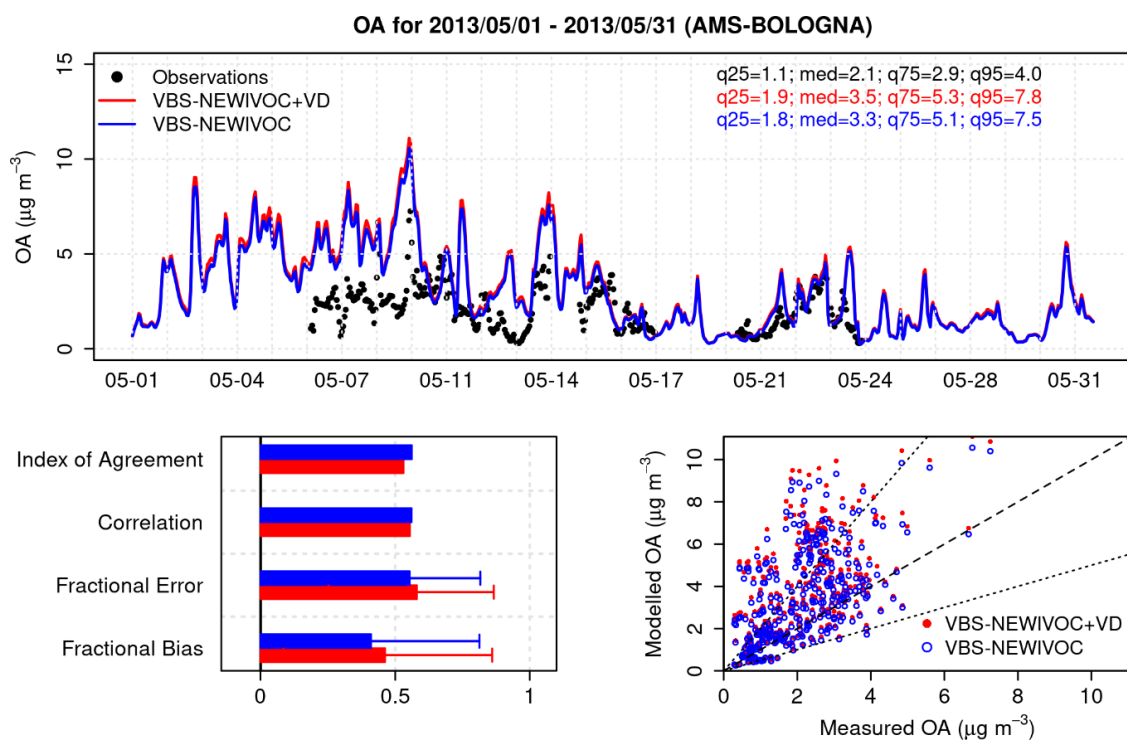 OA for 2013/05/01 - 2013/05/31 (AMS-BOLOGNA)
OA (µg m−3)
15
10
5
0
Observations
VBS-NEWIVOC+VD
VBS-NEWIVOC
q25=1.1; med=2.1; q75=2.9; q95=4.0
q25=1.9; med=3.5; q75=5.3; q95=7.8
q25=1.8; med=3.3; q75=5.1; q95=7.5
05-01 05-04 05-07 05-11 05-14 05-17 05-21 05-24 05-28 05-31
Index of Agreement
Correlation
Fractional Error
Fractional Bias
0 0.5 1
Modelled OA (µg m−3)
10
8
6
4
2
0
VBS-NEWIVOC+VD
VBS-NEWIVOC
0 2 4 6 8 10
Measured OA (µg m−3)